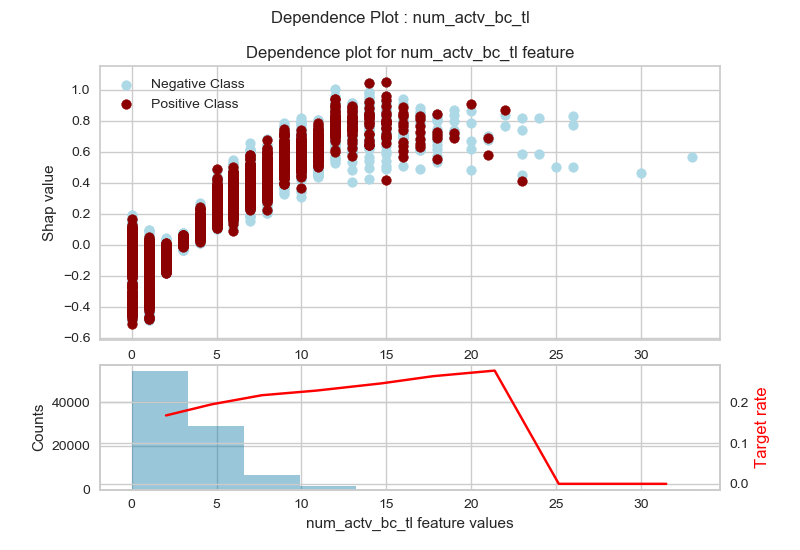 Dependence Plot : num_actv_bc_tl
Dependence plot for num_actv_bc_tl feature
Negative Class
Positive Class
Shap value
1.0
0.8
0.6
0.4
0.2
0.0
−0.2
−0.4
−0.6
0 5 10 15 20 25 30
Counts
40000
20000
0
0.2
0.1
0.0
Target rate
0 5 10 15 20 25 30
num_actv_bc_tl feature values